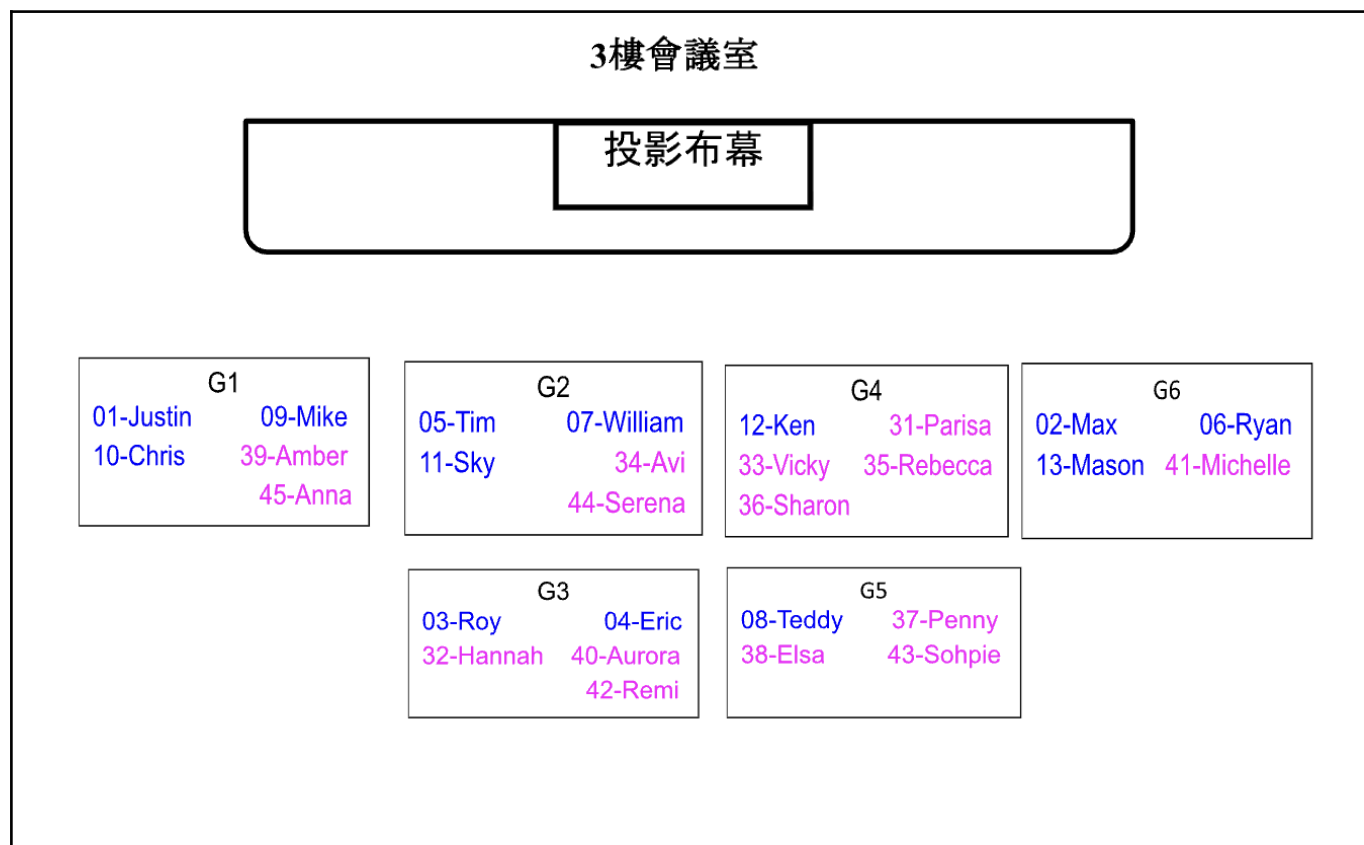 3樓會議室
投影布幕
G1
01-Justin 09-Mike
10-Chris 39-Amber
45-Anna
G2
05-Tim 07-William
11-Sky 34-Avi
44-Serena
G4
12-Ken 31-Parisa
33-Vicky 35-Rebecca
36-Sharon
G6
02-Max 06-Ryan
13-Mason 41-Michelle
G3
03-Roy 04-Eric
32-Hannah 40-Aurora
42-Remi
G5
08-Teddy 37-Penny
38-Elsa 43-Sohpie